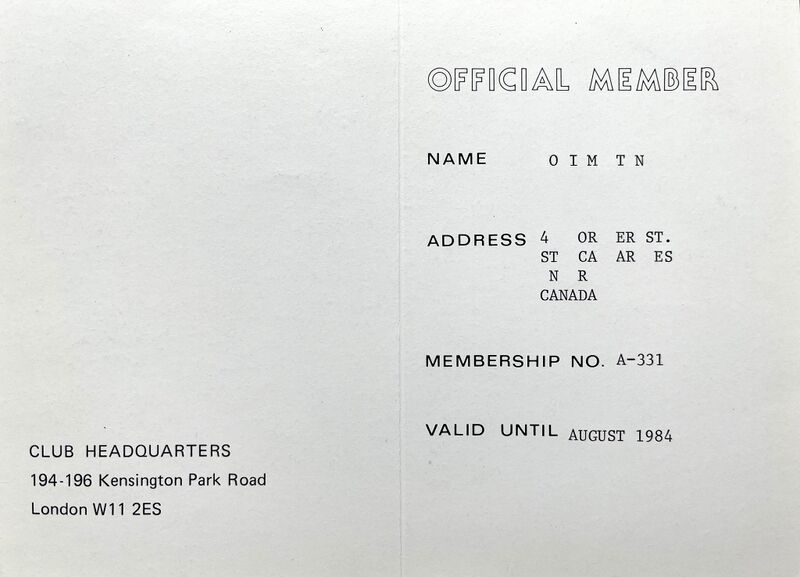 OFFICIAL MEMBER
NAME O I M T N
ADDRESS 4 OR ER ST.
ST CA AR ES
N R
CANADA
MEMBERSHIP NO. A-331
VALID UNTIL AUGUST 1984
CLUB HEADQUARTERS
194-196 Kensington Park Road
London W11 2ES